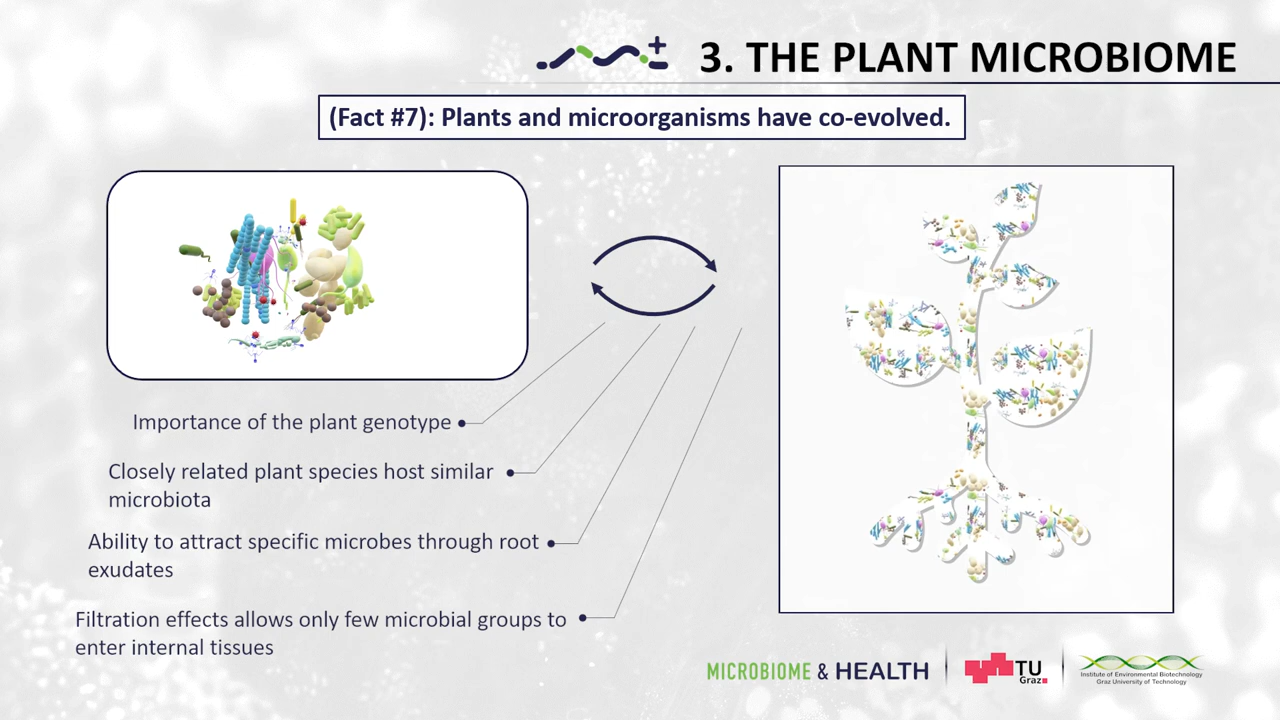 3. THE PLANT MICROBIOME
(Fact #7): Plants and microorganisms have co-evolved.
Importance of the plant genotype
Closely related plant species host similar
microbiota
Ability to attract specific microbes through root
exudates
Filtration effects allows only few microbial groups to
enter internal tissues
MICROBIOME & HEALTH
TU
Graz
Institute of Environmental Biotechnology
Graz University of Technology